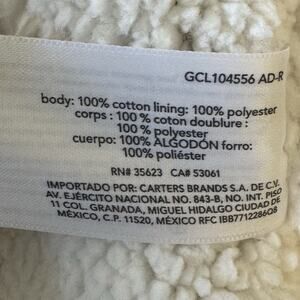 GCL104556 AD-R
body: 100% cotton lining: 100% polyester
corps : 100 % coton doublure :
100 % polyester
cuerpo: 100% ALGODÓN forro:
100% poliéster
RN# 35623 CA# 53061
IMPORTADO POR: CARTERS BRANDS S.A. DE C.V.
AV. EJÉRCITO NACIONAL NO. 843-B, NO. INT. PISO
11 COL. GRANADA, MIGUEL HIDALGO CIUDAD DE
MÉXICO, C.P. 11520, MÉXICO RFC IBB7712286Q8